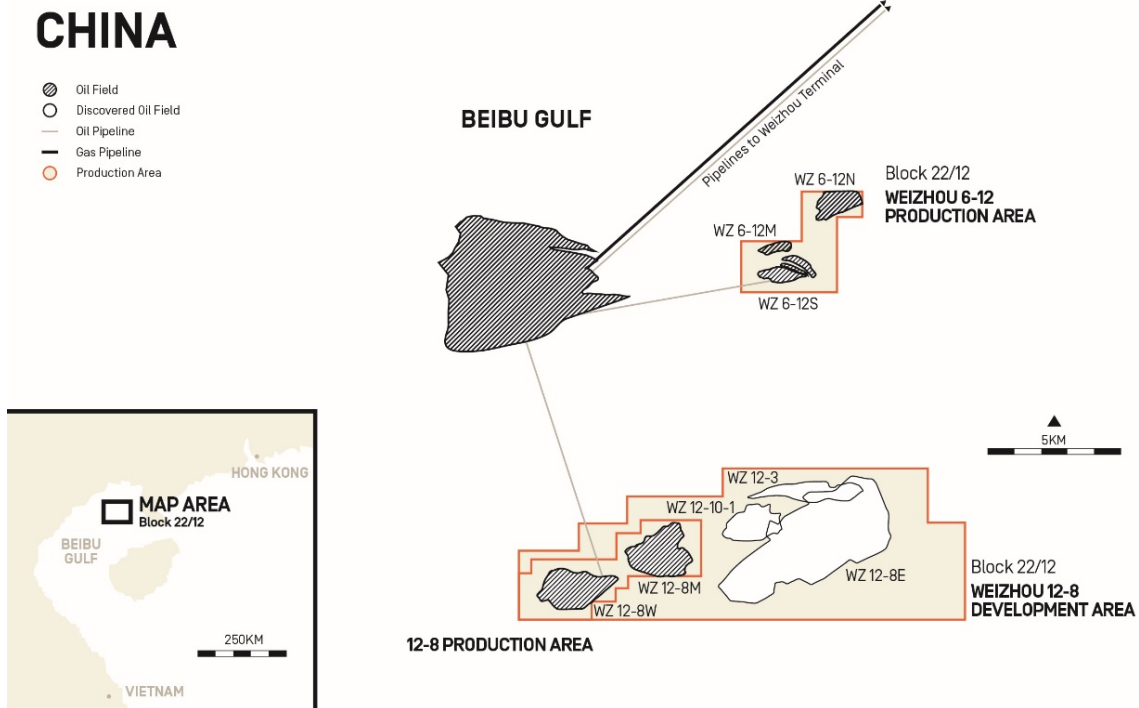 CHINA
Oil Field
Discovered Oil Field
Oil Pipeline
Gas Pipeline
Production Area
BEIBU GULF
Pipelines to Weizhou Terminal
WZ 6-12N
Block 22/12
WEIZHOU 6-12
PRODUCTION AREA
WZ 6-12M
WZ 6-12S
5KM
WZ 12-3
WZ 12-10-1
WZ 12-8E
WZ 12-8M
WZ 12-8W
Block 22/12
WEIZHOU 12-8
DEVELOPMENT AREA
12-8 PRODUCTION AREA
HONG KONG
MAP AREA
Block 22/12
BEIBU
GULF
250KM
VIETNAM